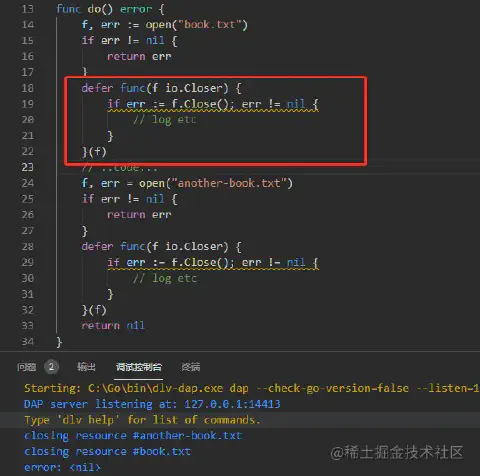 13 func do() error {
14 f, err := open("book.txt")
15 if err != nil {
16 return err
17 }
18 defer func(f io.Closer) {
19 if err := f.Close(); err != nil {
20 // log etc
21 }
22 }(f)
23 // ..code...
24 f, err = open("another-book.txt")
25 if err != nil {
26 return err
27 }
28 defer func(f io.Closer) {
29 if err := f.Close(); err != nil {
30 // log etc
31 }
32 }(f)
33 return nil
34 }
问题 2 输出 调试控制台 终端
Starting: C:\Go\bin\dlv-dap.exe dap --check-go-version=false --listen=1
DAP server listening at: 127.0.0.1:14413
Type 'dlv help' for list of commands.
closing resource #another-book.txt
closing resource #book.txt
error: <nil>
@稀土掘金技术社区